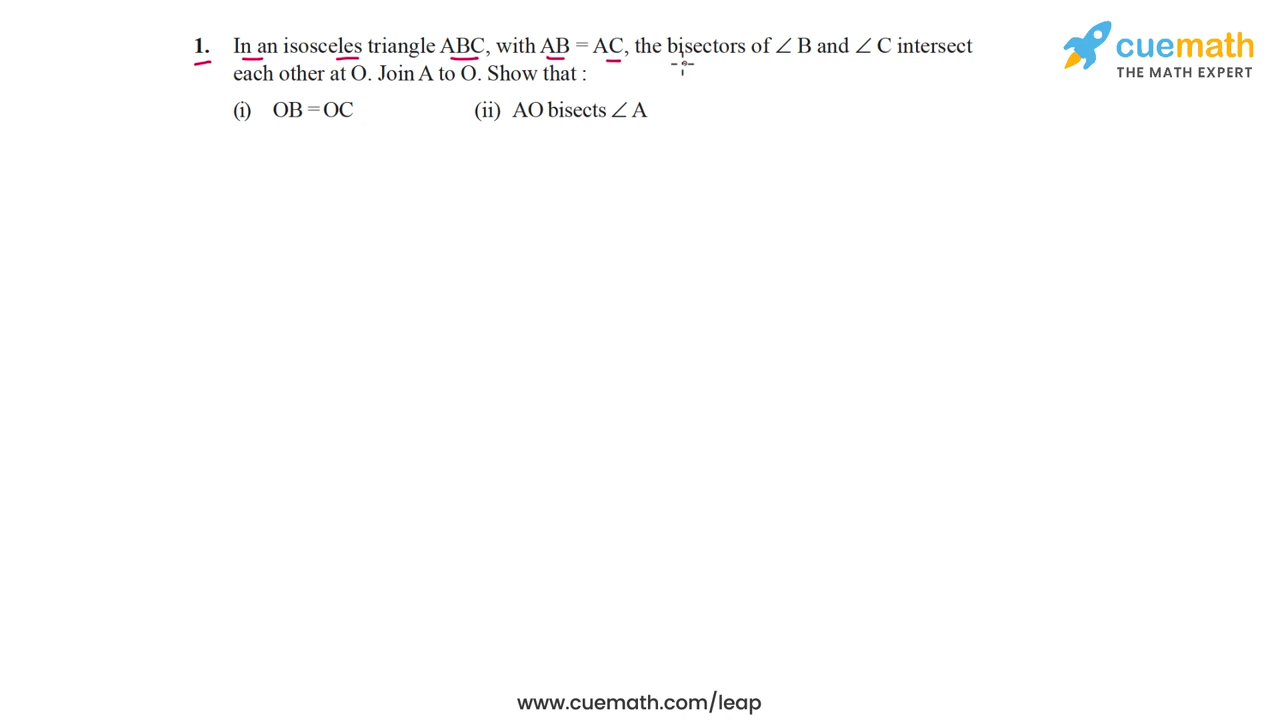 1. In an isosceles triangle ABC, with AB = AC, the bisectors of ∠ B and ∠ C intersect
each other at O. Join A to O. Show that :
(i) OB = OC (ii) AO bisects ∠ A
cuemath
THE MATH EXPERT
www.cuemath.com/leap